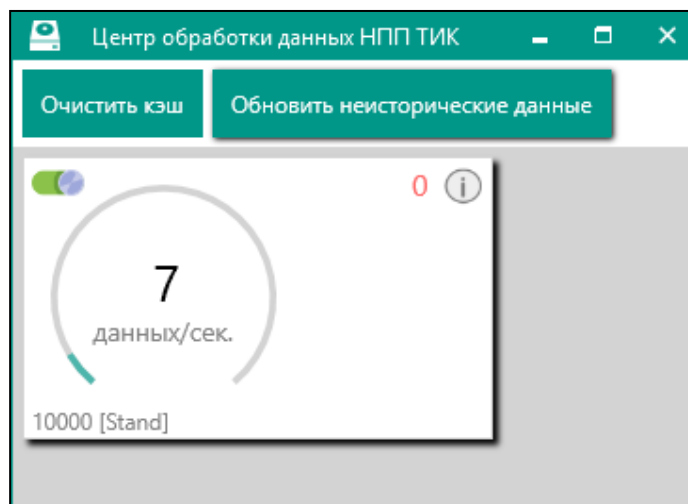 Центр обработки данных НПП ТИК
Очистить кэш
Обновить неисторические данные
0
7
данных/сек.
10000 [Stand]